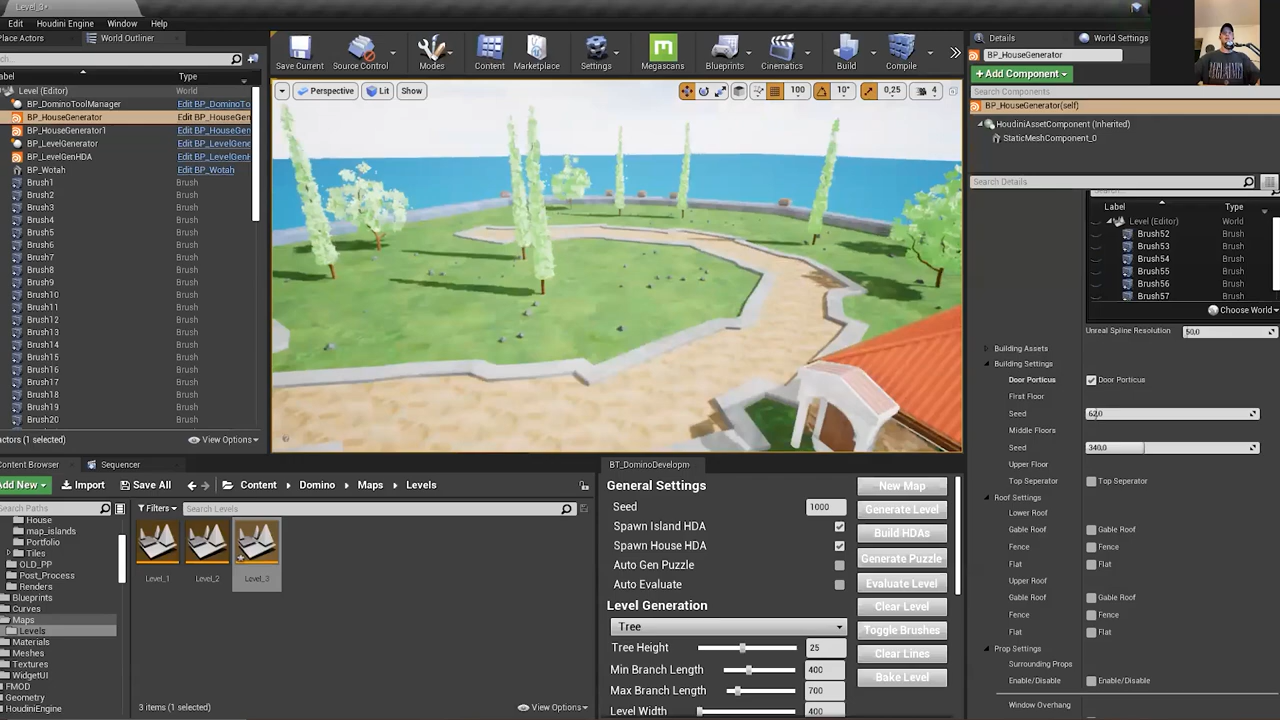 Level_3*
Edit Houdini Engine Window Help
Place Actors World Outliner
Label Type
Level (Editor) World
BP_DominoToolManager Edit BP_DominoTo
BP_HouseGenerator Edit BP_HouseGen
BP_HouseGenerator1 Edit BP_HouseGen
BP_LevelGenerator Edit BP_LevelGener
BP_LevelGenHDA Edit BP_LevelGenH
BP_Wotah Edit BP_Wotah
Brush1 Brush
Brush2 Brush
Brush3 Brush
Brush4 Brush
Brush5 Brush
Brush6 Brush
Brush7 Brush
Brush8 Brush
Brush9 Brush
Brush10 Brush
Brush11 Brush
Brush12 Brush
Brush13 Brush
Brush14 Brush
Brush15 Brush
Brush16 Brush
Brush17 Brush
Brush18 Brush
Brush19 Brush
Brush20 Brush
actors (1 selected) View Options
Save Current Source Control Modes Content Marketplace Settings Megascans Blueprints Cinematics Build Compile
Perspective Lit Show 100 10° 0,25 4
Content Browser Sequencer
Add New Import Save All Content Domino Maps Levels
Search Paths
House
map_islands
Portfolio
Tiles
OLD_PP
Post_Process
Renders
Blueprints
Curves
Maps
Levels
Materials
Meshes
Textures
WidgetUI
FMOD
Geometry
HoudiniEngine
Filters Search Levels
Level_1 Level_2 Level_3
3 items (1 selected) View Options
BT_DominoDevelopm
General Settings
Seed 1000
Spawn Island HDA
Spawn House HDA
Auto Gen Puzzle
Auto Evaluate
Level Generation
Tree
Tree Height 25
Min Branch Length 400
Max Branch Length 700
Level Width 400
New Map
Generate Level
Build HDAs
Generate Puzzle
Evaluate Level
Clear Level
Toggle Brushes
Clear Lines
Bake Level
Details World Settings
BP_HouseGenerator
+ Add Component
Search Components
BP_HouseGenerator(self)
HoudiniAssetComponent (Inherited)
StaticMeshComponent_0
Search Details
Label Type
Level (Editor) World
Brush52 Brush
Brush53 Brush
Brush54 Brush
Brush55 Brush
Brush56 Brush
Brush57 Brush
Choose World
Unreal Spline Resolution 50,0
Building Assets
Building Settings
Door Porticus Door Porticus
First Floor
Seed 62,0
Middle Floors
Seed 340,0
Upper Floor
Top Seperator Top Seperator
Roof Settings
Lower Roof
Gable Roof Gable Roof
Fence Fence
Flat Flat
Upper Roof
Gable Roof Gable Roof
Fence Fence
Flat Flat
Prop Settings
Surrounding Props
Enable/Disable Enable/Disable
Window Overhang